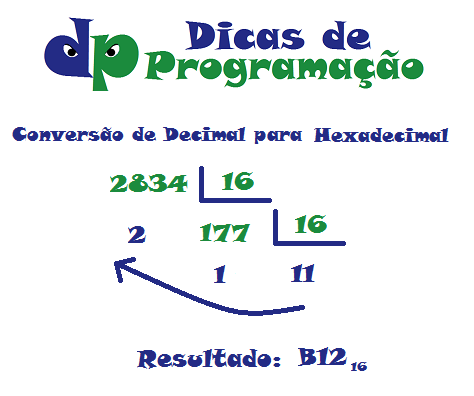 dp Dicas de
Programação
Conversão de Decimal para Hexadecimal
2834 16
2 177 16
1 11
Resultado: B12 16